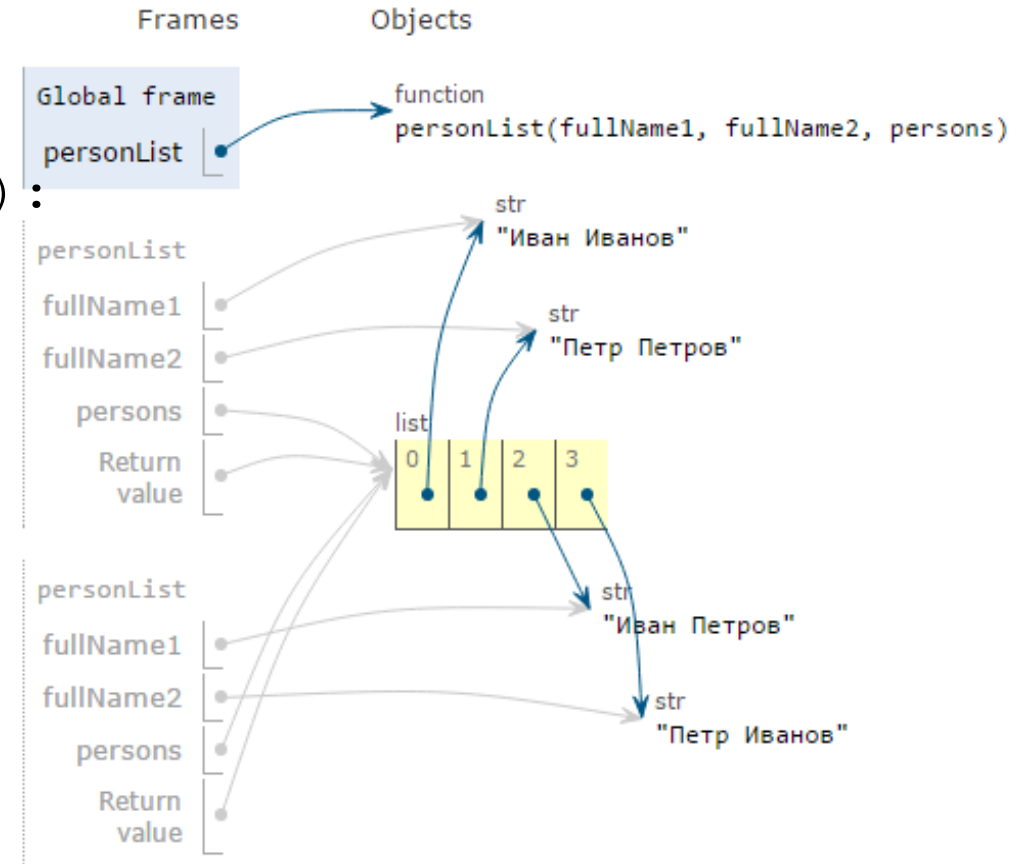 Frames Objects
Global frame
function
personList(fullName1, fullName2, persons)
personList
) :
str
"Иван Иванов"
personList
fullName1
str
"Петр Петров"
fullName2
persons
list
0 1 2 3
Return
value
personList
str
"Иван Петров"
fullName1
fullName2
str
"Петр Иванов"
persons
Return
value